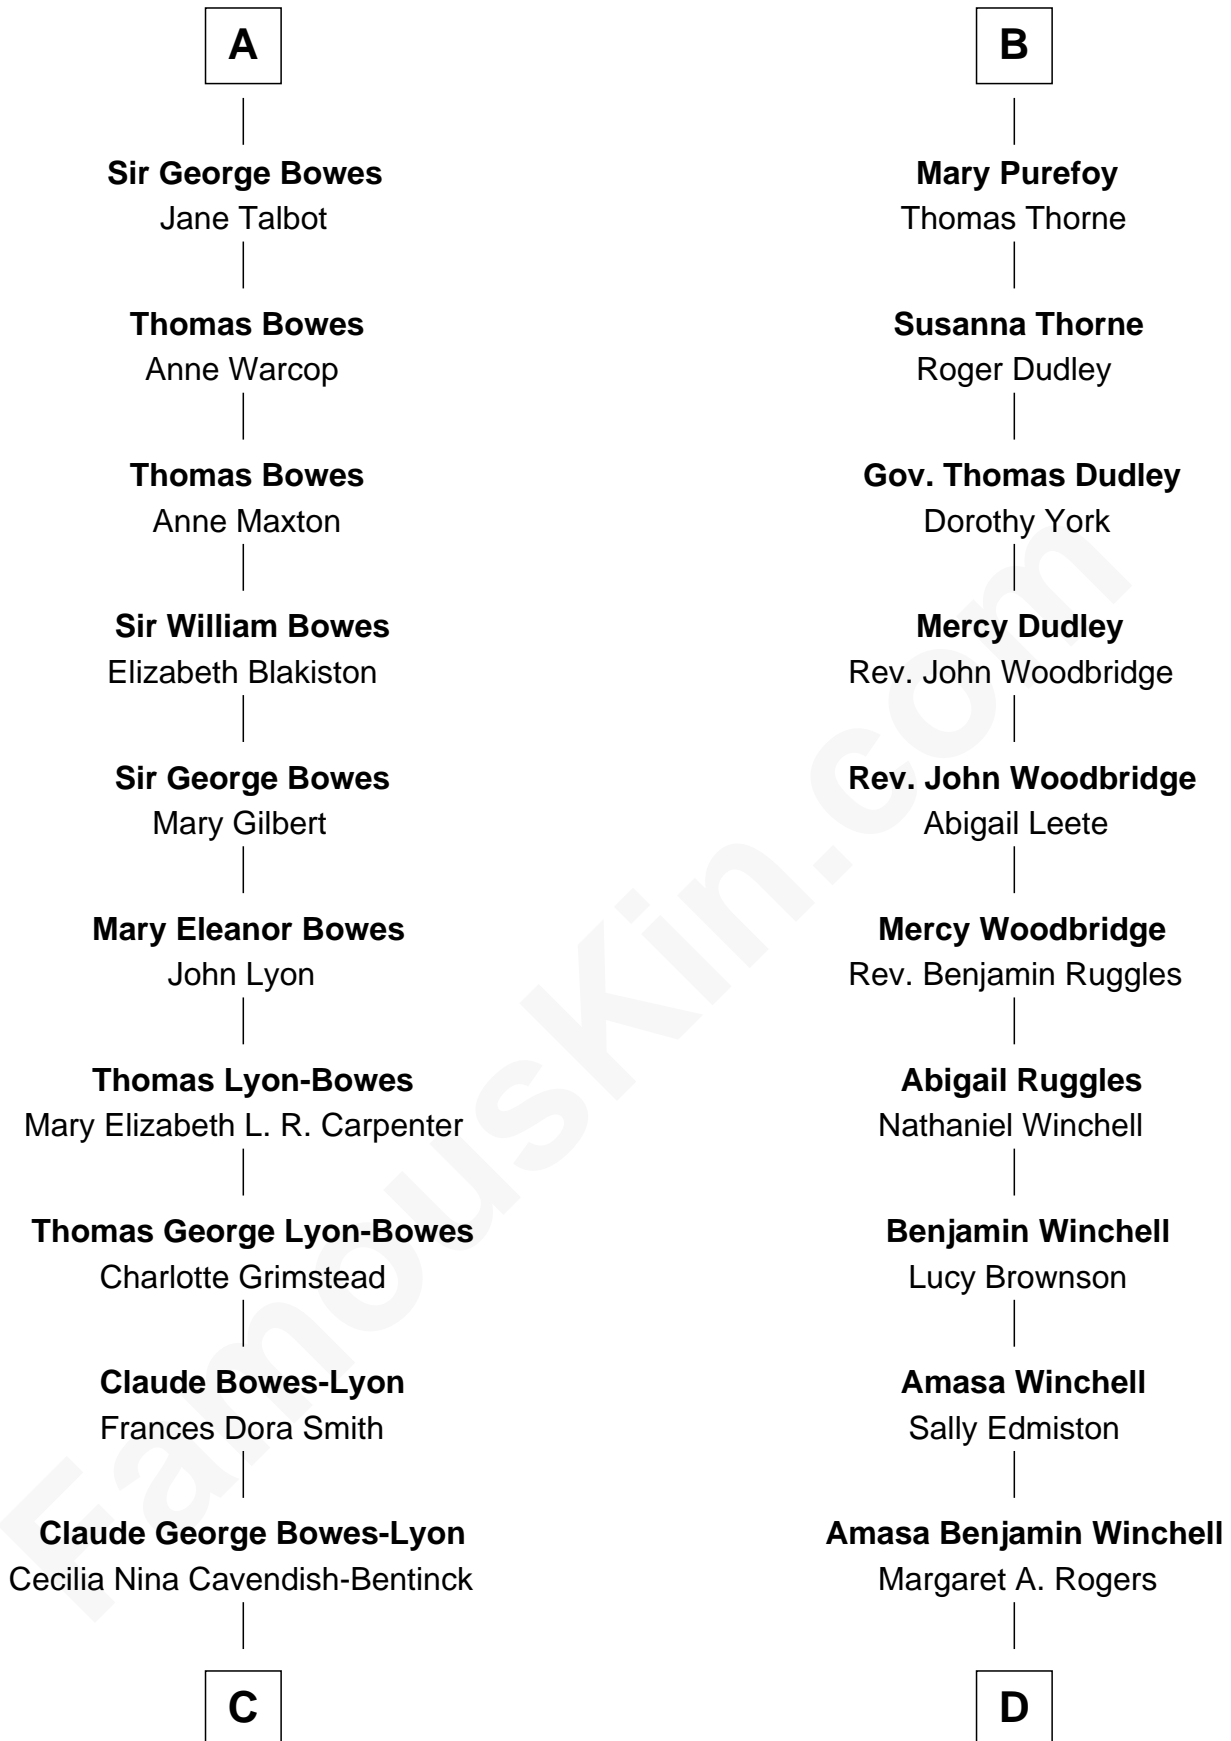 A
Sir George Bowes
Jane Talbot
Thomas Bowes
Anne Warcop
Thomas Bowes
Anne Maxton
Sir William Bowes
Elizabeth Blakiston
Sir George Bowes
Mary Gilbert
Mary Eleanor Bowes
John Lyon
Thomas Lyon-Bowes
Mary Elizabeth L. R. Carpenter
Thomas George Lyon-Bowes
Charlotte Grimstead
Claude Bowes-Lyon
Frances Dora Smith
Claude George Bowes-Lyon
Cecilia Nina Cavendish-Bentinck
C
B
Mary Purefoy
Thomas Thorne
Susanna Thorne
Roger Dudley
Gov. Thomas Dudley
Dorothy York
Mercy Dudley
Rev. John Woodbridge
Rev. John Woodbridge
Abigail Leete
Mercy Woodbridge
Rev. Benjamin Ruggles
Abigail Ruggles
Nathaniel Winchell
Benjamin Winchell
Lucy Brownson
Amasa Winchell
Sally Edmiston
Amasa Benjamin Winchell
Margaret A. Rogers
D
FamousKin.com